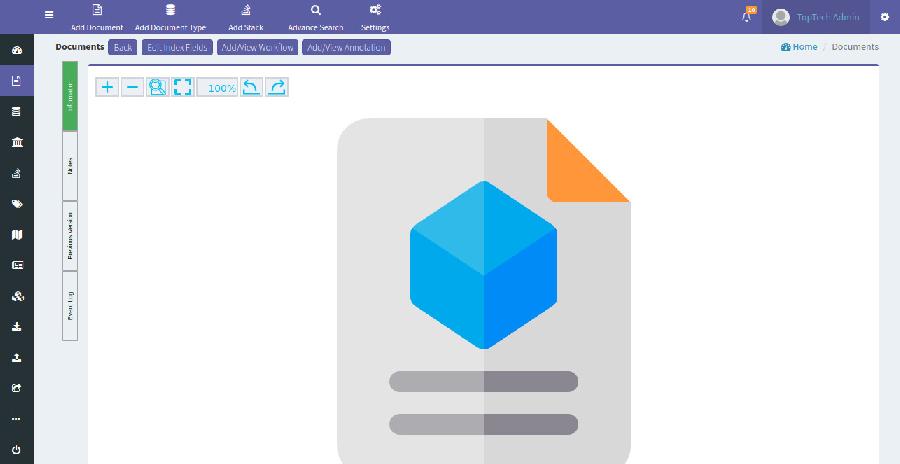 Add Document Add Document Type Add Stack Advance Search Settings
TopTech Admin
Documents Back Edit Index Fields Add/View Workflow Add/View Annotation
Home / Documents
Information
100%
Notes
Previous Version
Event Log